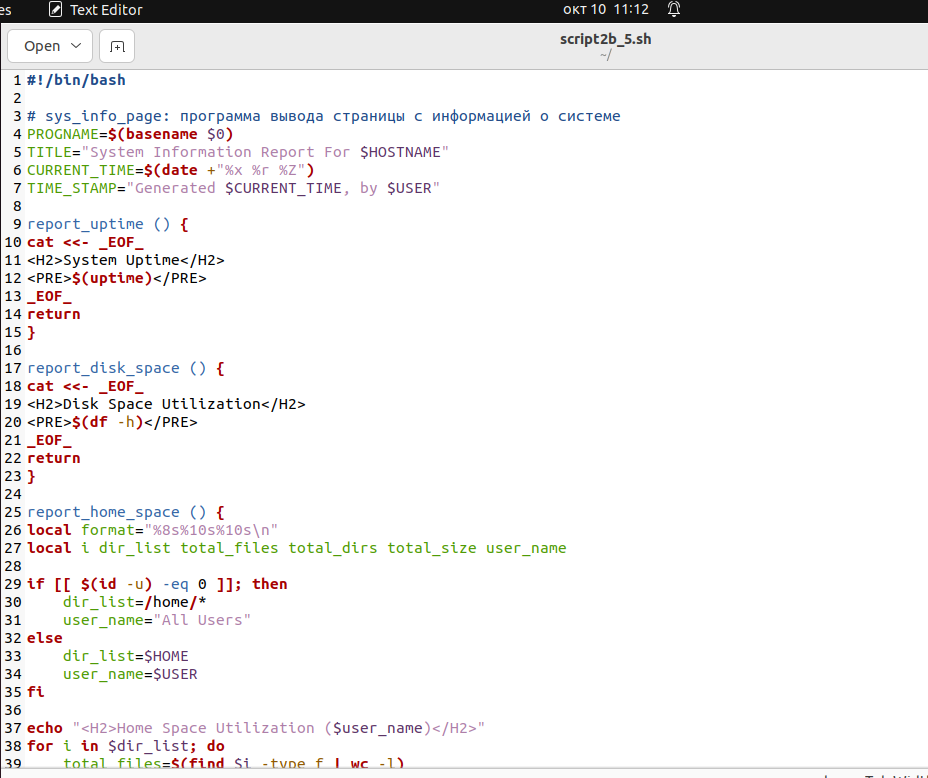 es Text Editor окт 10 11:12
Open script2b_5.sh
~/
1 #!/bin/bash
2
3 # sys_info_page: программа вывода страницы с информацией о системе
4 PROGNAME=$(basename $0)
5 TITLE="System Information Report For $HOSTNAME"
6 CURRENT_TIME=$(date +"%x %r %Z")
7 TIME_STAMP="Generated $CURRENT_TIME, by $USER"
8
9 report_uptime () {
10 cat <<- _EOF_
11 <H2>System Uptime</H2>
12 <PRE>$(uptime)</PRE>
13 _EOF_
14 return
15 }
16
17 report_disk_space () {
18 cat <<- _EOF_
19 <H2>Disk Space Utilization</H2>
20 <PRE>$(df -h)</PRE>
21 _EOF_
22 return
23 }
24
25 report_home_space () {
26 local format="%8s%10s%10s\n"
27 local i dir_list total_files total_dirs total_size user_name
28
29 if [[ $(id -u) -eq 0 ]]; then
30     dir_list=/home/*
31     user_name="All Users"
32 else
33     dir_list=$HOME
34     user_name=$USER
35 fi
36
37 echo "<H2>Home Space Utilization ($user_name)</H2>"
38 for i in $dir_list; do
39     total_files=$(find $i -type f | wc -l)